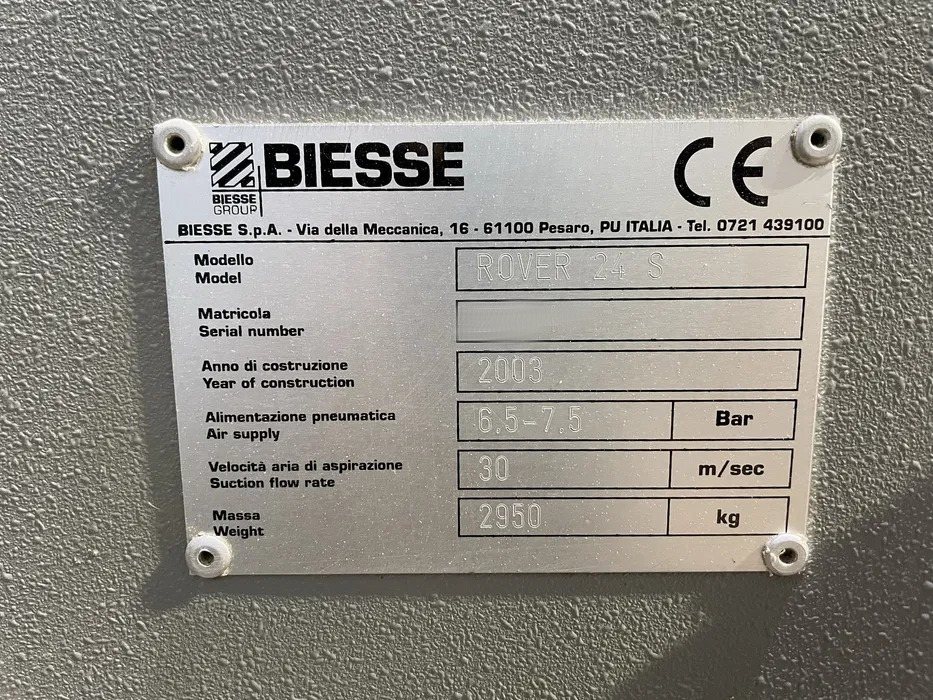 BIESSE
BIESSE
GROUP
CE
BIESSE S.p.A. - Via della Meccanica, 16 - 61100 Pesaro, PU ITALIA - Tel. 0721 439100
Modello
Model
ROVER 24 S
Matricola
Serial number
Anno di costruzione
Year of construction
2003
Alimentazione pneumatica
Air supply
6,5-7,5 Bar
Velocità aria di aspirazione
Suction flow rate
30 m/sec
Massa
Weight
2950 kg